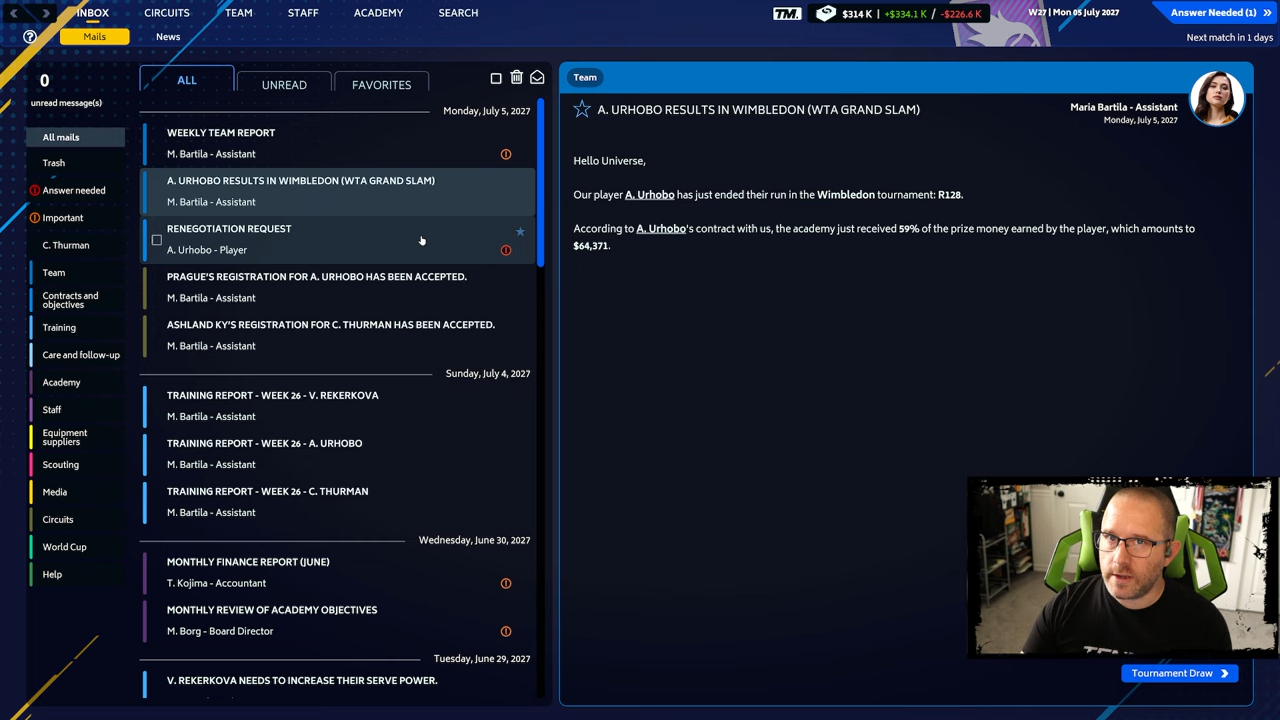 INBOX
CIRCUITS
TEAM
STAFF
ACADEMY
SEARCH
TM.
$314 K | +$334.1 K / -$226.6 K
W27 | Mon 05 July 2027
Answer Needed (1) »
Next match in 1 days
?
Mails
News
0
unread message(s)
All mails
Trash
Answer needed
Important
C. Thurman
Team
Contracts and
objectives
Training
Care and follow-up
Academy
Staff
Equipment
suppliers
Scouting
Media
Circuits
World Cup
Help
ALL
UNREAD
FAVORITES
Monday, July 5, 2027
WEEKLY TEAM REPORT
M. Bartila - Assistant
A. URHOBO RESULTS IN WIMBLEDON (WTA GRAND SLAM)
M. Bartila - Assistant
RENEGOTIATION REQUEST
A. Urhobo - Player
PRAGUE'S REGISTRATION FOR A. URHOBO HAS BEEN ACCEPTED.
M. Bartila - Assistant
ASHLAND KY'S REGISTRATION FOR C. THURMAN HAS BEEN ACCEPTED.
M. Bartila - Assistant
Sunday, July 4, 2027
TRAINING REPORT - WEEK 26 - V. REKERKOVA
M. Bartila - Assistant
TRAINING REPORT - WEEK 26 - A. URHOBO
M. Bartila - Assistant
TRAINING REPORT - WEEK 26 - C. THURMAN
M. Bartila - Assistant
Wednesday, June 30, 2027
MONTHLY FINANCE REPORT (JUNE)
T. Kojima - Accountant
MONTHLY REVIEW OF ACADEMY OBJECTIVES
M. Borg - Board Director
Tuesday, June 29, 2027
V. REKERKOVA NEEDS TO INCREASE THEIR SERVE POWER.
Team
A. URHOBO RESULTS IN WIMBLEDON (WTA GRAND SLAM)
Maria Bartila - Assistant
Monday, July 5, 2027
Hello Universe,
Our player A. Urhobo has just ended their run in the Wimbledon tournament: R128.
According to A. Urhobo's contract with us, the academy just received 59% of the prize money earned by the player, which amounts to
$64,371.
Tournament Draw